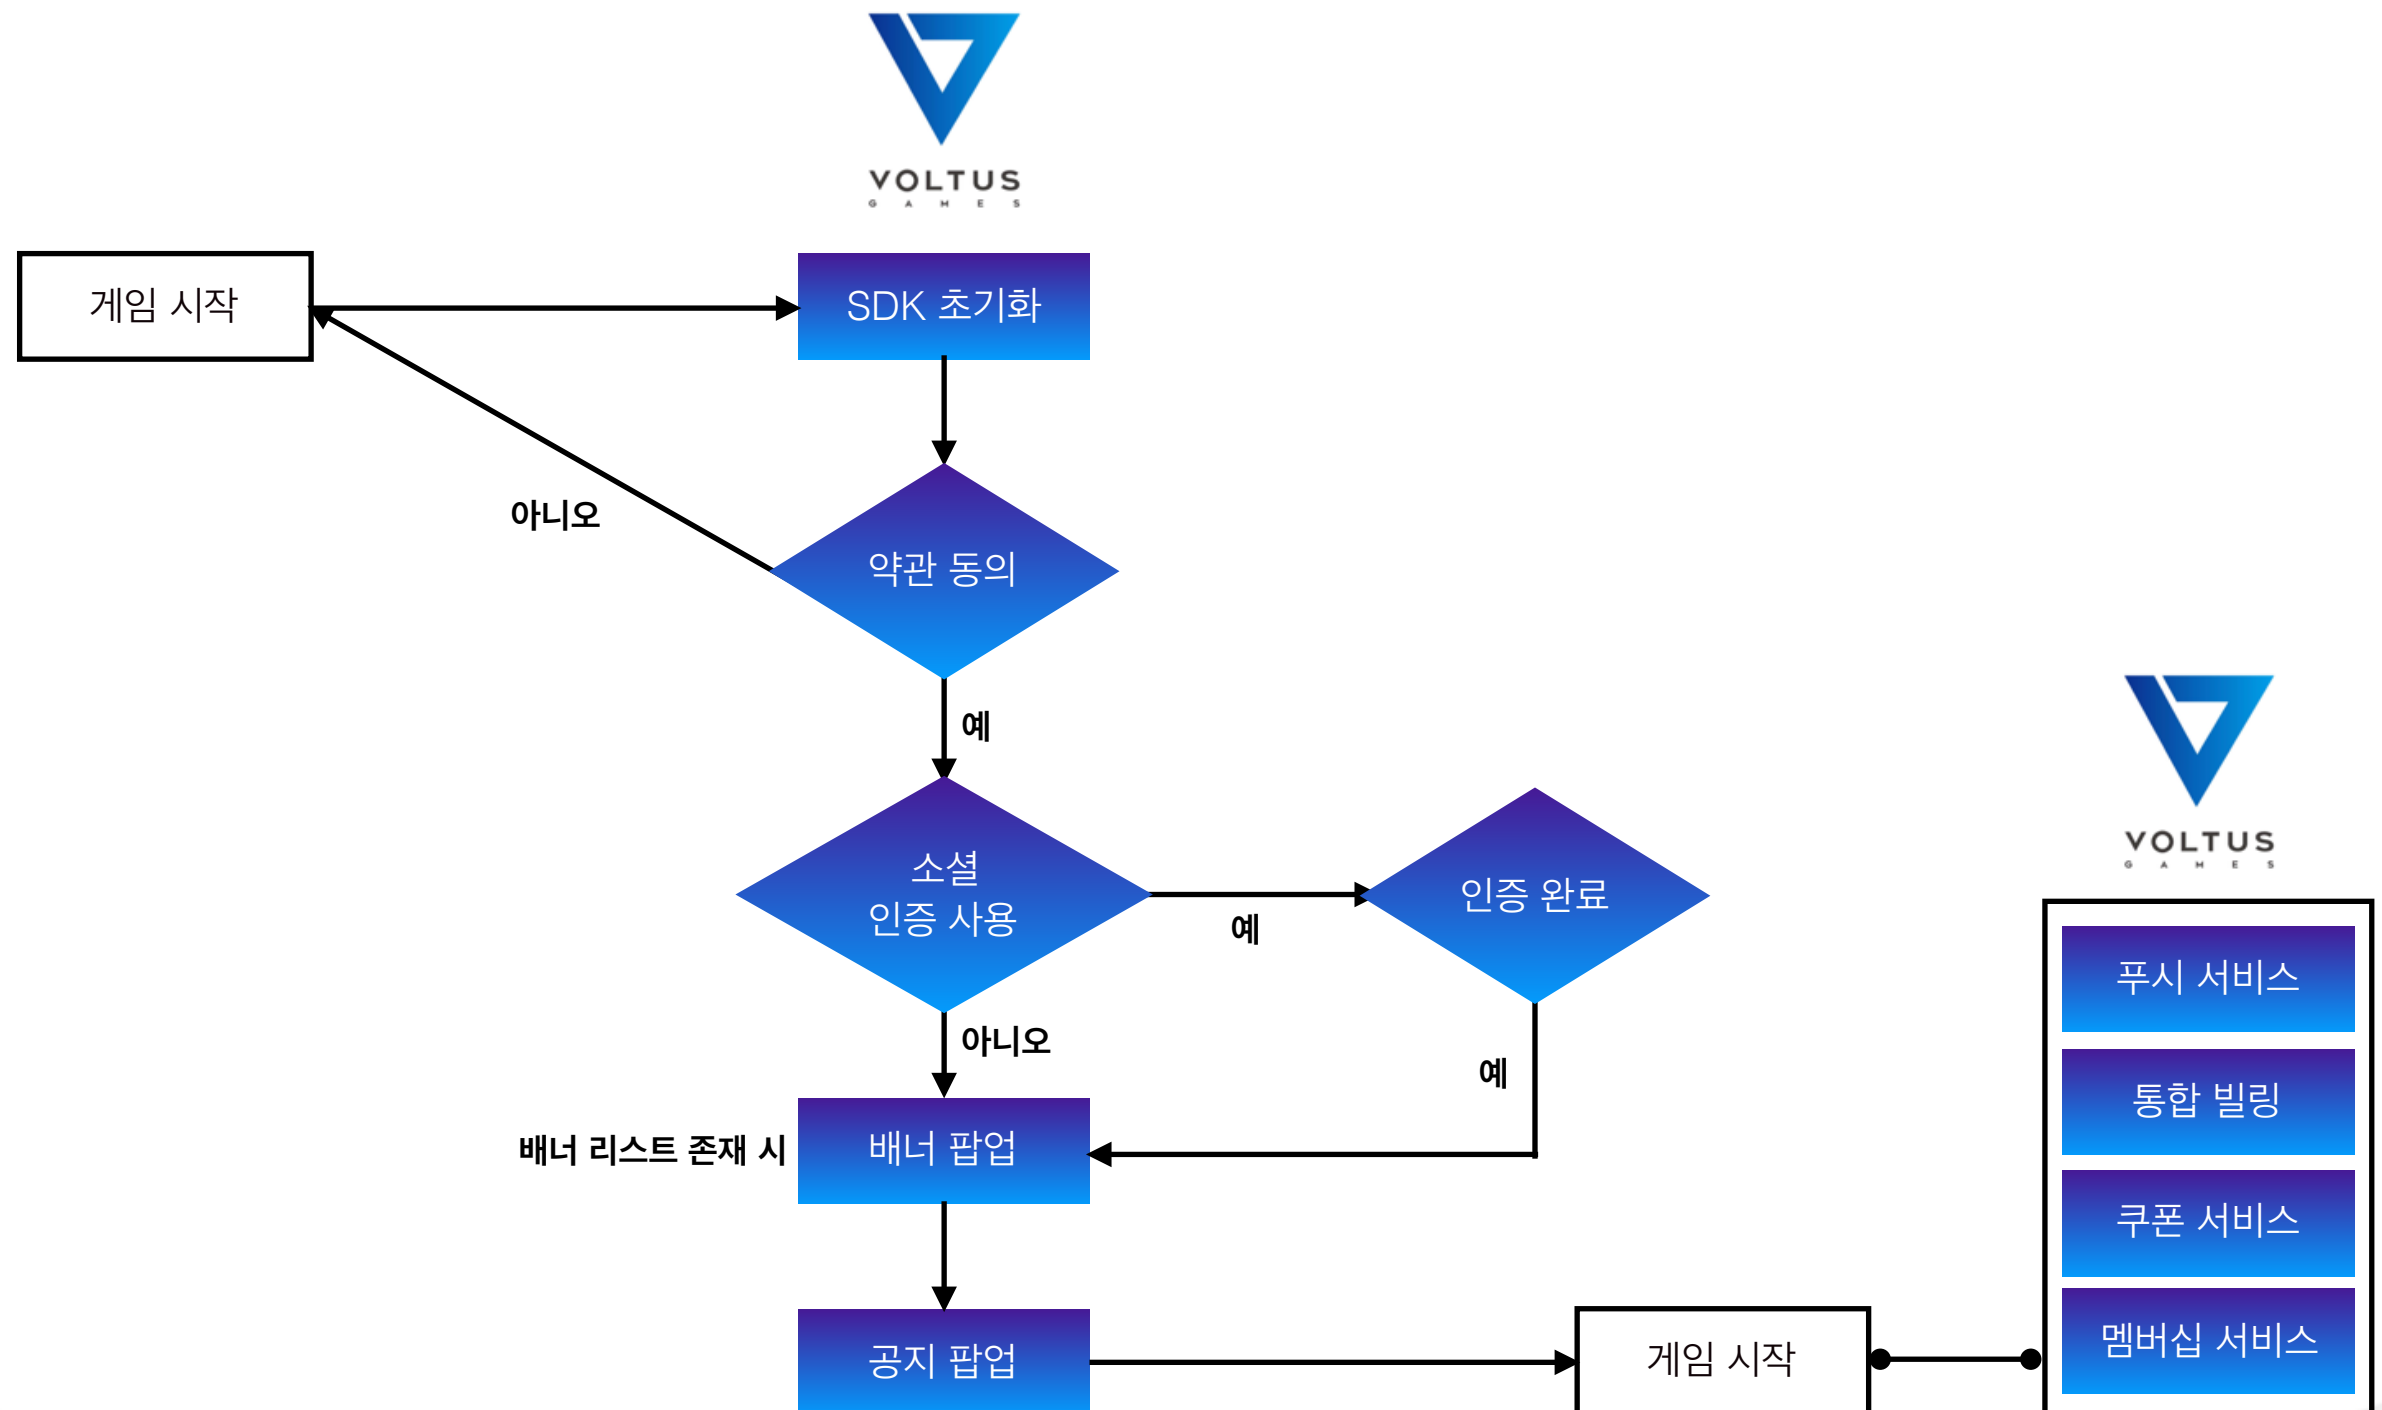 VOLTUS
GAMES
게임 시작
SDK 초기화
아니오
약관 동의
예
소셜
인증 사용
예
인증 완료
아니오
예
배너 리스트 존재 시
배너 팝업
공지 팝업
게임 시작
VOLTUS
GAMES
푸시 서비스
통합 빌링
쿠폰 서비스
멤버십 서비스